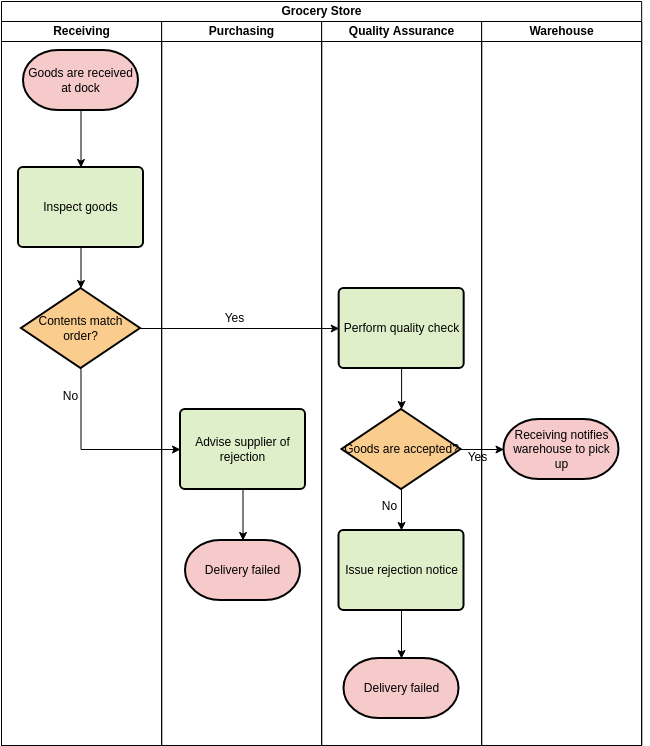 Grocery Store
Receiving
Purchasing
Quality Assurance
Warehouse
Goods are received
at dock
Inspect goods
Contents match
order?
Yes
Perform quality check
No
Advise supplier of
rejection
Goods are accepted?
Yes
Receiving notifies
warehouse to pick
up
No
Delivery failed
Issue rejection notice
Delivery failed